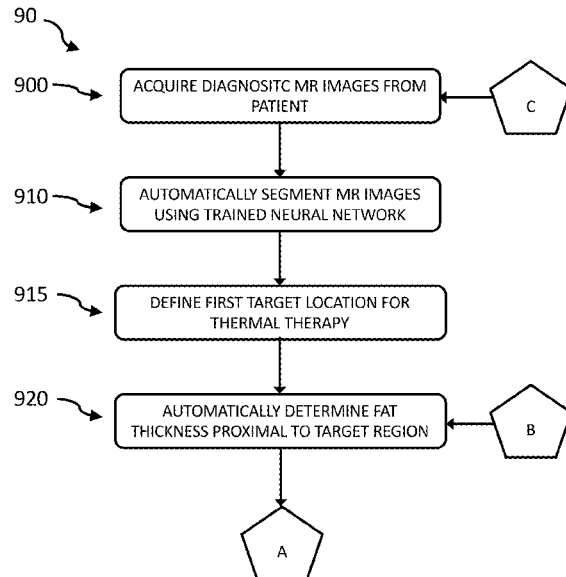 90
900
ACQUIRE DIAGNOSITC MR IMAGES FROM
PATIENT
C
910
AUTOMATICALLY SEGMENT MR IMAGES
USING TRAINED NEURAL NETWORK
915
DEFINE FIRST TARGET LOCATION FOR
THERMAL THERAPY
920
AUTOMATICALLY DETERMINE FAT
THICKNESS PROXIMAL TO TARGET REGION
B
A